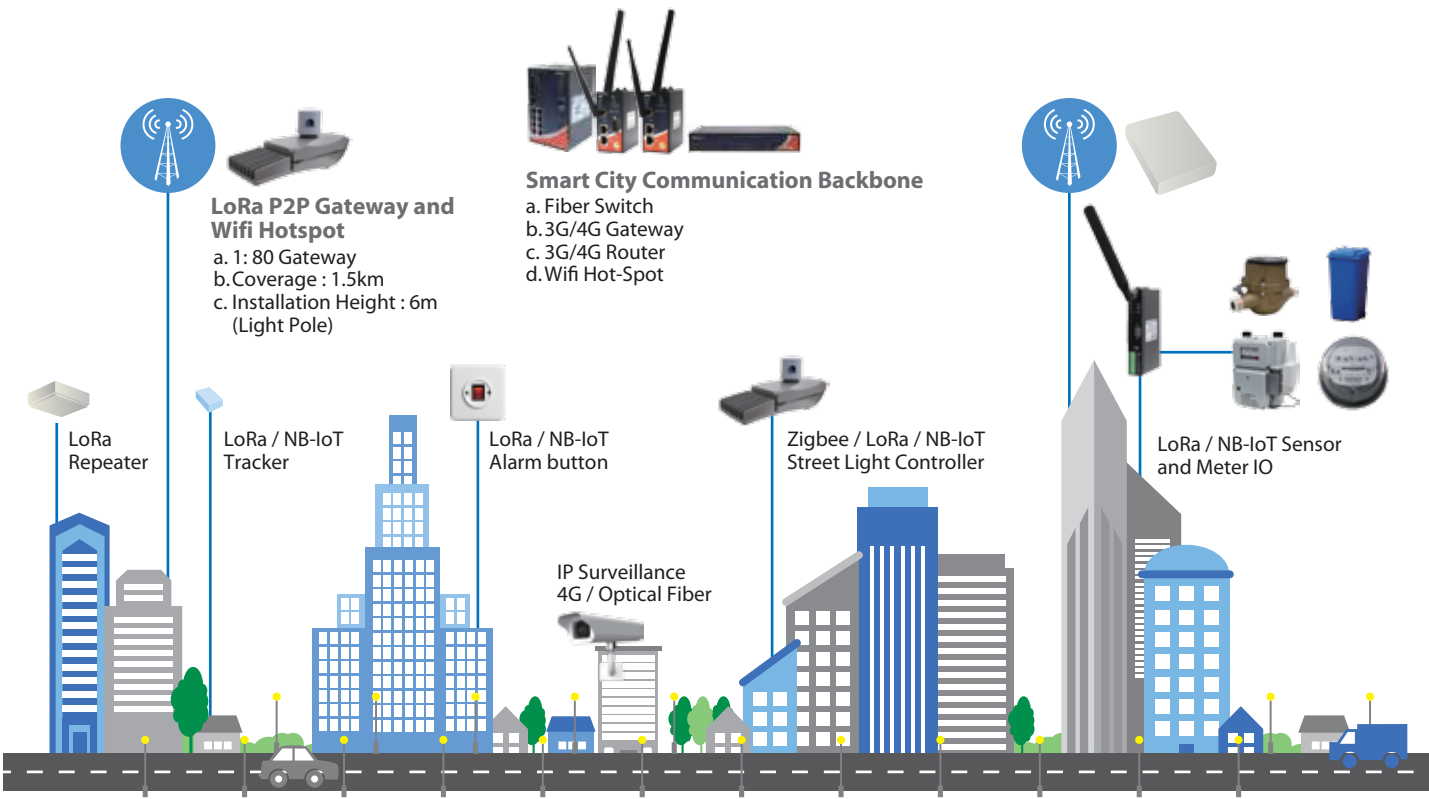 LoRa P2P Gateway and
Wifi Hotspot
a. 1: 80 Gateway
b. Coverage : 1.5km
c. Installation Height : 6m
(Light Pole)
Smart City Communication Backbone
a. Fiber Switch
b. 3G/4G Gateway
c. 3G/4G Router
d. Wifi Hot-Spot
LoRa
Repeater
LoRa / NB-IoT
Tracker
LoRa / NB-IoT
Alarm button
Zigbee / LoRa / NB-IoT
Street Light Controller
LoRa / NB-IoT Sensor
and Meter IO
IP Surveillance
4G / Optical Fiber